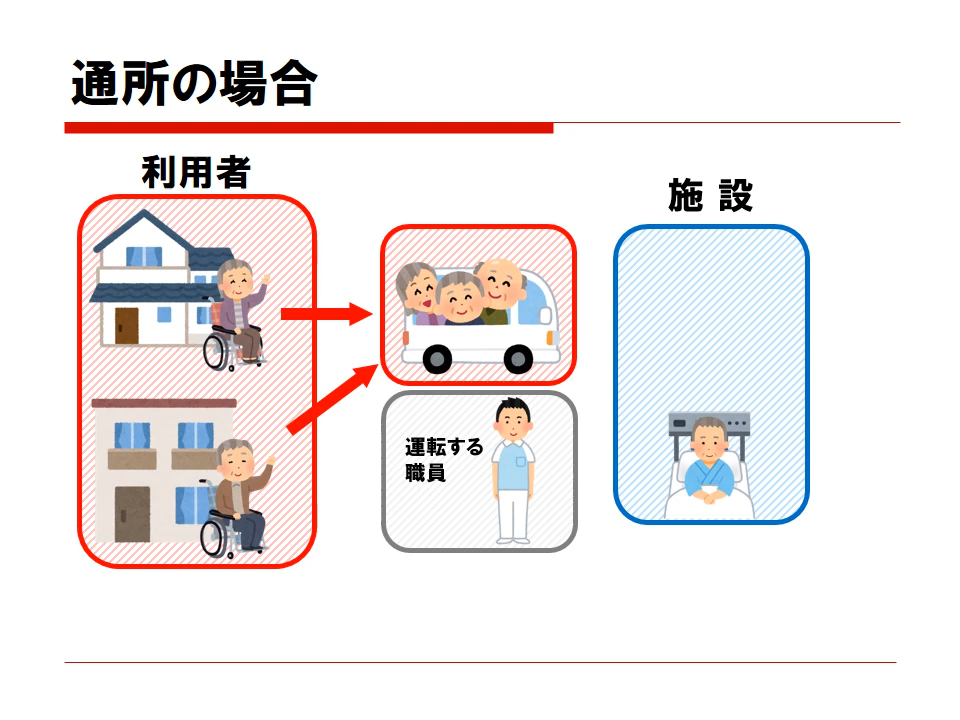 通所の場合
利用者
施 設
運転する
職員